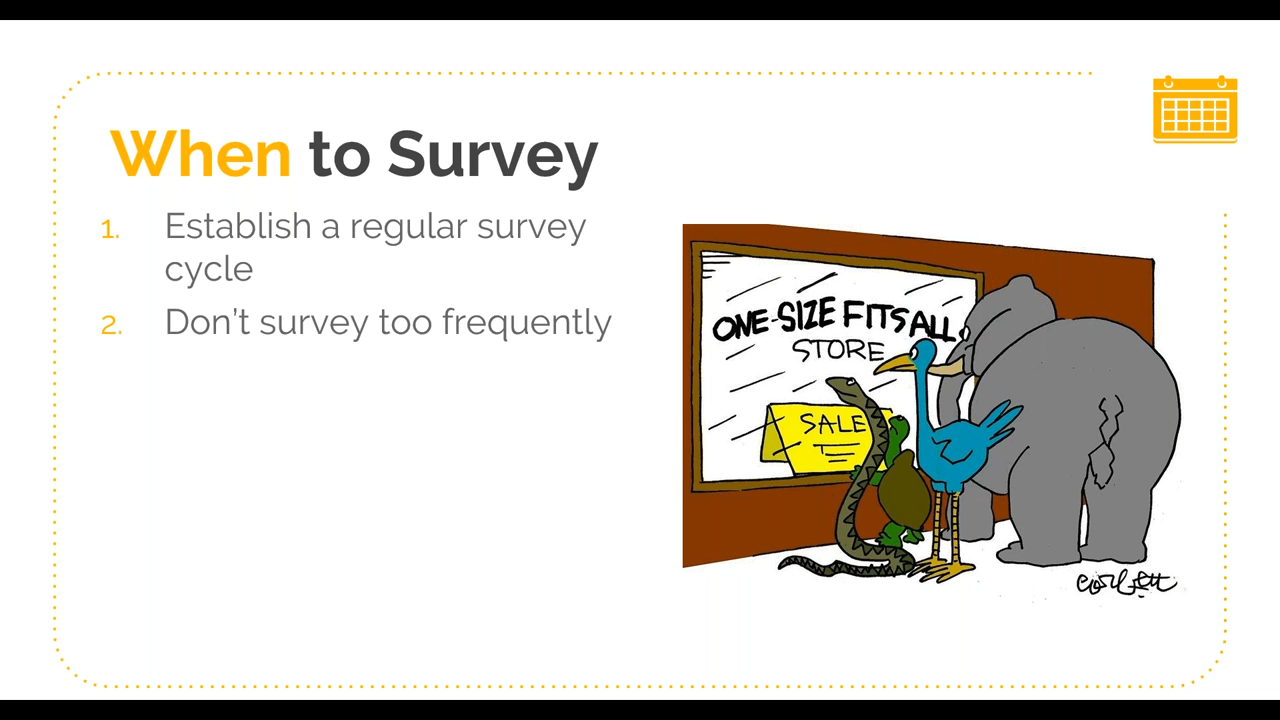 When to Survey
1. Establish a regular survey
cycle
2. Don't survey too frequently
ONE-SIZE FITS ALL
STORE
SALE